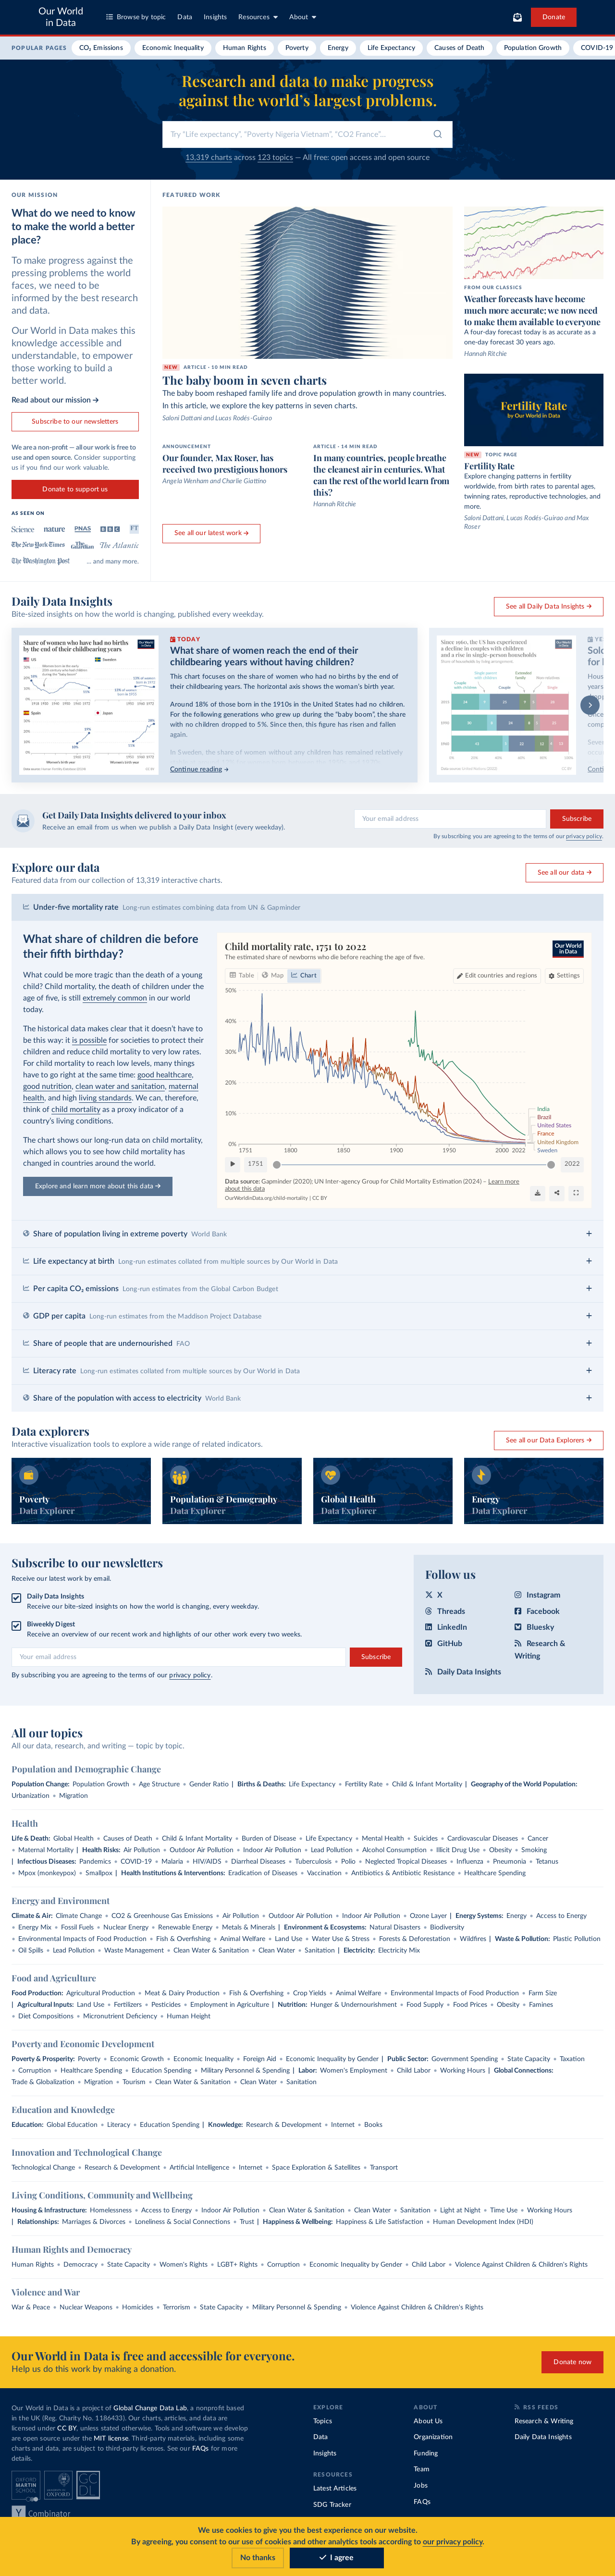 Our World
in Data
Browse by topic
Data
Insights
Resources
About
Donate
POPULAR PAGES
CO₂ Emissions
Economic Inequality
Human Rights
Poverty
Energy
Life Expectancy
Causes of Death
Population Growth
COVID-19
Research and data to make progress
against the world’s largest problems.
Try "Life expectancy", "Poverty Nigeria Vietnam", "CO2 France"...
13,319 charts across 123 topics — All free: open access and open source
OUR MISSION
What do we need to know to make the world a better place?
To make progress against the pressing problems the world faces, we need to be informed by the best research and data.
Our World in Data makes this knowledge accessible and understandable, to empower those working to build a better world.
Read about our mission →
Subscribe to our newsletters
We are a non-profit — all our work is free to use and open source. Consider supporting us if you find our work valuable.
Donate to support us
AS SEEN ON
Science
nature
PNAS
BBC
FT
The New York Times
The Guardian
The Atlantic
The Washington Post
... and many more.
FEATURED WORK
NEW ARTICLE - 10 MIN READ
The baby boom in seven charts
The baby boom reshaped family life and drove population growth in many countries. In this article, we explore the key patterns in seven charts.
Saloni Dattani and Lucas Rodés-Guirao
ANNOUNCEMENT
Our founder, Max Roser, has received two prestigious honors
Angela Wenham and Charlie Giattino
ARTICLE - 14 MIN READ
In many countries, people breathe the cleanest air in centuries. What can the rest of the world learn from this?
Hannah Ritchie
See all our latest work →
FROM OUR CLASSICS
Weather forecasts have become much more accurate; we now need to make them available to everyone
A four-day forecast today is as accurate as a one-day forecast 30 years ago.
Hannah Ritchie
Fertility Rate
by Our World in Data
NEW TOPIC PAGE
Fertility Rate
Explore changing patterns in fertility worldwide, from birth rates to parental ages, twinning rates, reproductive technologies, and more.
Saloni Dattani, Lucas Rodés-Guirao and Max Roser
Daily Data Insights
Bite-sized insights on how the world is changing, published every weekday.
See all Daily Data Insights →
Share of women who have had no births by the end of their childbearing years
US
Sweden
Spain
Japan
TODAY
What share of women reach the end of their childbearing years without having children?
This chart focuses on the share of women who had no births by the end of their childbearing years. The horizontal axis shows the woman’s birth year.
Around 18% of those born in the 1910s in the United States had no children. For the following generations who grew up during the “baby boom”, the share with no children dropped to 5%. Since then, this figure has risen and fallen again.
In Sweden, the share of women without any children has remained relatively
Continue reading →
Since 1960, the US has experienced a decline in couples with children and a rise in single-person households
Get Daily Data Insights delivered to your inbox
Receive an email from us when we publish a Daily Data Insight (every weekday).
Your email address
Subscribe
By subscribing you are agreeing to the terms of our privacy policy.
Explore our data
Featured data from our collection of 13,319 interactive charts.
See all our data →
Under-five mortality rate Long-run estimates combining data from UN & Gapminder
What share of children die before their fifth birthday?
What could be more tragic than the death of a young child? Child mortality, the death of children under the age of five, is still extremely common in our world today.
The historical data makes clear that it doesn’t have to be this way: it is possible for societies to protect their children and reduce child mortality to very low rates. For child mortality to reach low levels, many things have to go right at the same time: good healthcare, good nutrition, clean water and sanitation, maternal health, and high living standards. We can, therefore, think of child mortality as a proxy indicator of a country’s living conditions.
The chart shows our long-run data on child mortality, which allows you to see how child mortality has changed in countries around the world.
Explore and learn more about this data →
Child mortality rate, 1751 to 2022
The estimated share of newborns who die before reaching the age of five.
Our World
in Data
Table
Map
Chart
Edit countries and regions
Settings
50%
40%
30%
20%
10%
0%
1751
1800
1850
1900
1950
2000
2022
India
Brazil
United States
France
United Kingdom
Sweden
1751
2022
Data source: Gapminder (2020); UN Inter-agency Group for Child Mortality Estimation (2024) – Learn more about this data
OurWorldinData.org/child-mortality | CC BY
Share of population living in extreme poverty World Bank
Life expectancy at birth Long-run estimates collated from multiple sources by Our World in Data
Per capita CO₂ emissions Long-run estimates from the Global Carbon Budget
GDP per capita Long-run estimates from the Maddison Project Database
Share of people that are undernourished FAO
Literacy rate Long-run estimates collated from multiple sources by Our World in Data
Share of the population with access to electricity World Bank
Data explorers
Interactive visualization tools to explore a wide range of related indicators.
See all our Data Explorers →
Poverty
Data Explorer
Population & Demography
Data Explorer
Global Health
Data Explorer
Energy
Data Explorer
Subscribe to our newsletters
Receive our latest work by email.
Daily Data Insights
Receive our bite-sized insights on how the world is changing, every weekday.
Biweekly Digest
Receive an overview of our recent work and highlights of our other work every two weeks.
Your email address
Subscribe
By subscribing you are agreeing to the terms of our privacy policy.
Follow us
X
Instagram
Threads
Facebook
LinkedIn
Bluesky
GitHub
Research & Writing
Daily Data Insights
All our topics
All our data, research, and writing — topic by topic.
Population and Demographic Change
Population Change: Population Growth • Age Structure • Gender Ratio | Births & Deaths: Life Expectancy • Fertility Rate • Child & Infant Mortality | Geography of the World Population:
Urbanization • Migration
Health
Life & Death: Global Health • Causes of Death • Child & Infant Mortality • Burden of Disease • Life Expectancy • Mental Health • Suicides • Cardiovascular Diseases • Cancer
• Maternal Mortality | Health Risks: Air Pollution • Outdoor Air Pollution • Indoor Air Pollution • Lead Pollution • Alcohol Consumption • Illicit Drug Use • Obesity • Smoking
| Infectious Diseases: Pandemics • COVID-19 • Malaria • HIV/AIDS • Diarrheal Diseases • Tuberculosis • Polio • Neglected Tropical Diseases • Influenza • Pneumonia • Tetanus
• Mpox (monkeypox) • Smallpox | Health Institutions & Interventions: Eradication of Diseases • Vaccination • Antibiotics & Antibiotic Resistance • Healthcare Spending
Energy and Environment
Climate & Air: Climate Change • CO2 & Greenhouse Gas Emissions • Air Pollution • Outdoor Air Pollution • Indoor Air Pollution • Ozone Layer | Energy Systems: Energy • Access to Energy
• Energy Mix • Fossil Fuels • Nuclear Energy • Renewable Energy • Metals & Minerals | Environment & Ecosystems: Natural Disasters • Biodiversity
• Environmental Impacts of Food Production • Fish & Overfishing • Animal Welfare • Land Use • Water Use & Stress • Forests & Deforestation • Wildfires | Waste & Pollution: Plastic Pollution
• Oil Spills • Lead Pollution • Waste Management • Clean Water & Sanitation • Clean Water • Sanitation | Electricity: Electricity Mix
Food and Agriculture
Food Production: Agricultural Production • Meat & Dairy Production • Fish & Overfishing • Crop Yields • Animal Welfare • Environmental Impacts of Food Production • Farm Size
| Agricultural Inputs: Land Use • Fertilizers • Pesticides • Employment in Agriculture | Nutrition: Hunger & Undernourishment • Food Supply • Food Prices • Obesity • Famines
• Diet Compositions • Micronutrient Deficiency • Human Height
Poverty and Economic Development
Poverty & Prosperity: Poverty • Economic Growth • Economic Inequality • Foreign Aid • Economic Inequality by Gender | Public Sector: Government Spending • State Capacity • Taxation
• Corruption • Healthcare Spending • Education Spending • Military Personnel & Spending | Labor: Women's Employment • Child Labor • Working Hours | Global Connections:
Trade & Globalization • Migration • Tourism • Clean Water & Sanitation • Clean Water • Sanitation
Education and Knowledge
Education: Global Education • Literacy • Education Spending | Knowledge: Research & Development • Internet • Books
Innovation and Technological Change
Technological Change • Research & Development • Artificial Intelligence • Internet • Space Exploration & Satellites • Transport
Living Conditions, Community and Wellbeing
Housing & Infrastructure: Homelessness • Access to Energy • Indoor Air Pollution • Clean Water & Sanitation • Clean Water • Sanitation • Light at Night • Time Use • Working Hours
| Relationships: Marriages & Divorces • Loneliness & Social Connections • Trust | Happiness & Wellbeing: Happiness & Life Satisfaction • Human Development Index (HDI)
Human Rights and Democracy
Human Rights • Democracy • State Capacity • Women's Rights • LGBT+ Rights • Corruption • Economic Inequality by Gender • Child Labor • Violence Against Children & Children's Rights
Violence and War
War & Peace • Nuclear Weapons • Homicides • Terrorism • State Capacity • Military Personnel & Spending • Violence Against Children & Children's Rights
Our World in Data is free and accessible for everyone.
Help us do this work by making a donation.
Donate now
Our World in Data is a project of Global Change Data Lab, a nonprofit based in the UK (Reg. Charity No. 1186433). Our charts, articles, and data are licensed under CC BY, unless stated otherwise. Tools and software we develop are open source under the MIT license. Third-party materials, including some charts and data, are subject to third-party licenses. See our FAQs for more details.
OXFORD MARTIN SCHOOL
UNIVERSITY OF OXFORD
GCDL
Y Combinator
EXPLORE
Topics
Data
Insights
RESOURCES
Latest Articles
SDG Tracker
ABOUT
About Us
Organization
Funding
Team
Jobs
FAQs
RSS FEEDS
Research & Writing
Daily Data Insights
We use cookies to give you the best experience on our website.
By agreeing, you consent to our use of cookies and other analytics tools according to our privacy policy.
No thanks
I agree